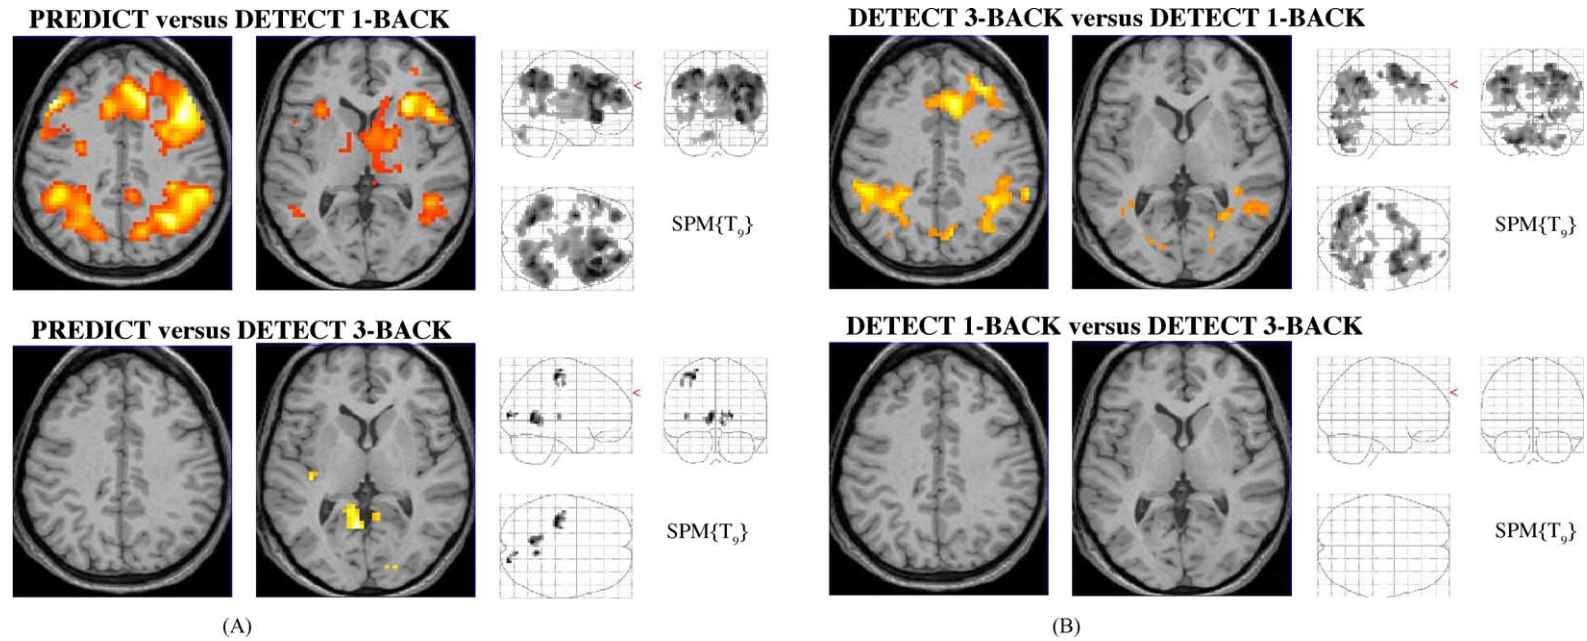 PREDICT versus DETECT 1-BACK
<
SPM{T₉}
PREDICT versus DETECT 3-BACK
<
SPM{T₉}
(A)
DETECT 3-BACK versus DETECT 1-BACK
<
SPM{T₉}
DETECT 1-BACK versus DETECT 3-BACK
<
SPM{T₉}
(B)